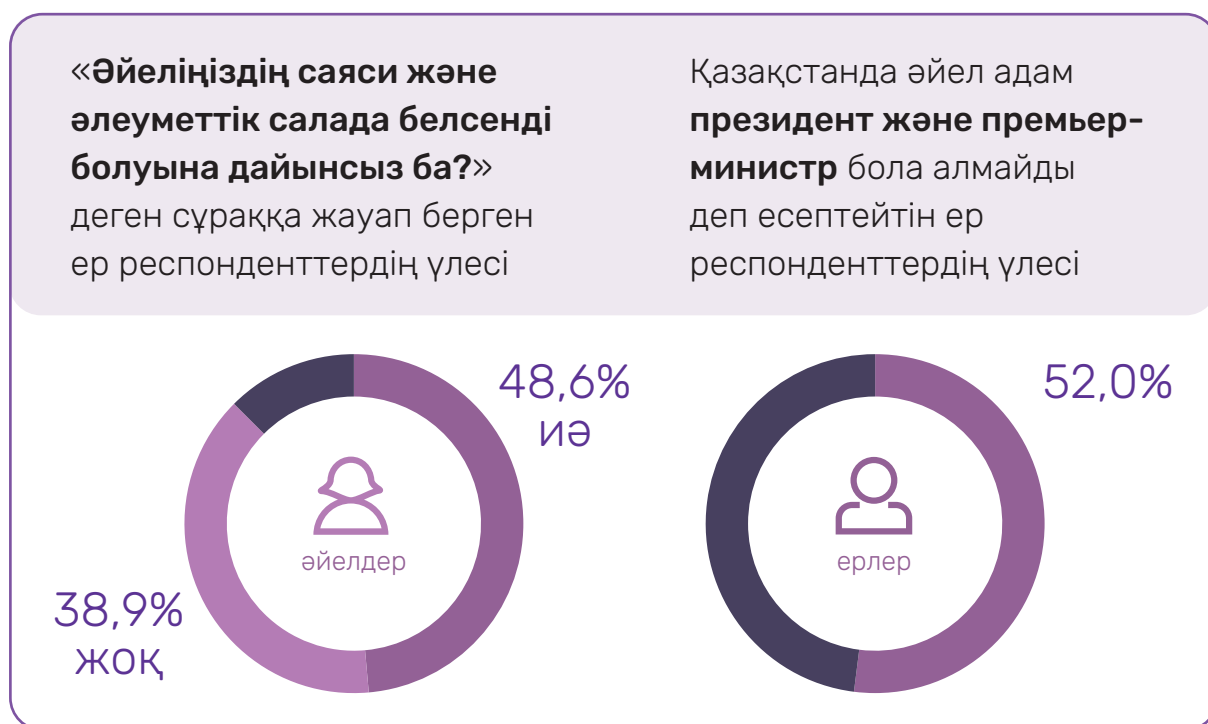 «Әйеліңіздің саяси және
әлеуметтік салада белсенді
болуына дайынсыз ба?»
деген сұраққа жауап берген
ер респонденттердің үлесі
Қазақстанда әйел адам
президент және премьер-
министр бола алмайды
деп есептейтін ер
респонденттердің үлесі
48,6%
иә
әйелдер
38,9%
жоқ
52,0%
ерлер